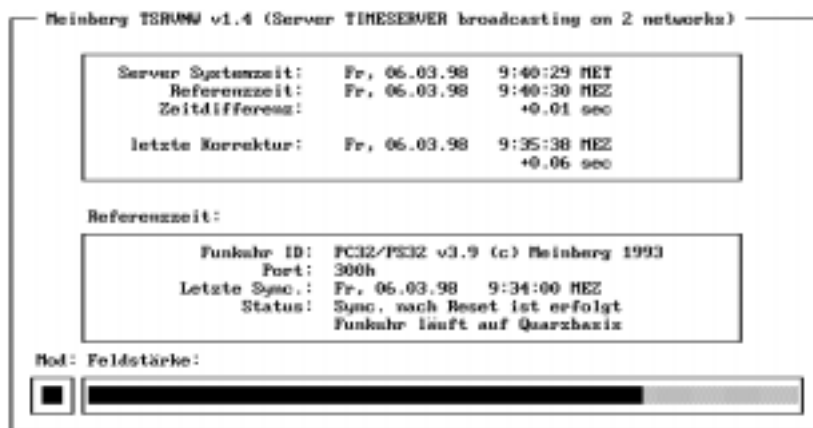 Meinberg TSRVNW v1.4 (Server TIMESERVER broadcasting on 2 networks)
Server Systemzeit: Fr, 06.03.98 9:40:29 MET
Referenzzeit: Fr, 06.03.98 9:40:30 MEZ
Zeitdifferenz: +0.01 sec
letzte Korrektur: Fr, 06.03.98 9:35:38 MEZ
+0.06 sec
Referenzzeit:
Funkuhr ID: PC32/PS32 v3.9 (c) Meinberg 1993
Port: 300h
Letzte Sync.: Fr, 06.03.98 9:34:00 MEZ
Status: Sync. nach Reset ist erfolgt
Funkuhr läuft auf Quarzbasis
Mod: Feldstärke: